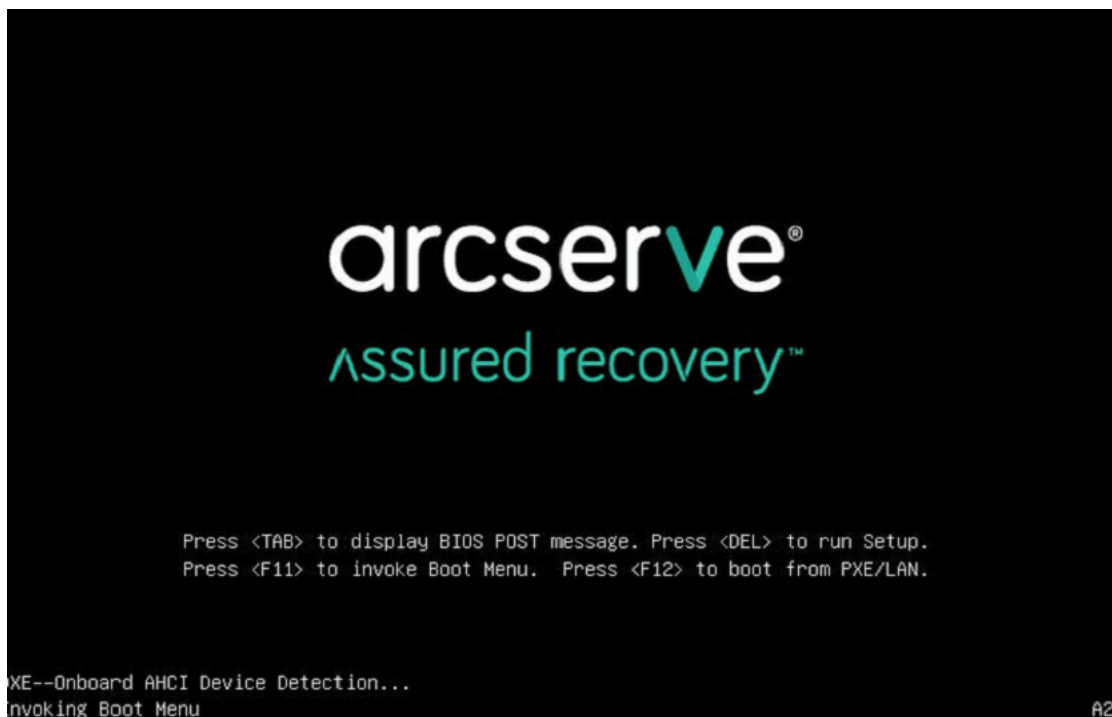 arcserve®
assured recovery™
Press <TAB> to display BIOS POST message. Press <DEL> to run Setup.
Press <F11> to invoke Boot Menu. Press <F12> to boot from PXE/LAN.
XE--Onboard AHCI Device Detection...
nvoking Boot Menu
A2